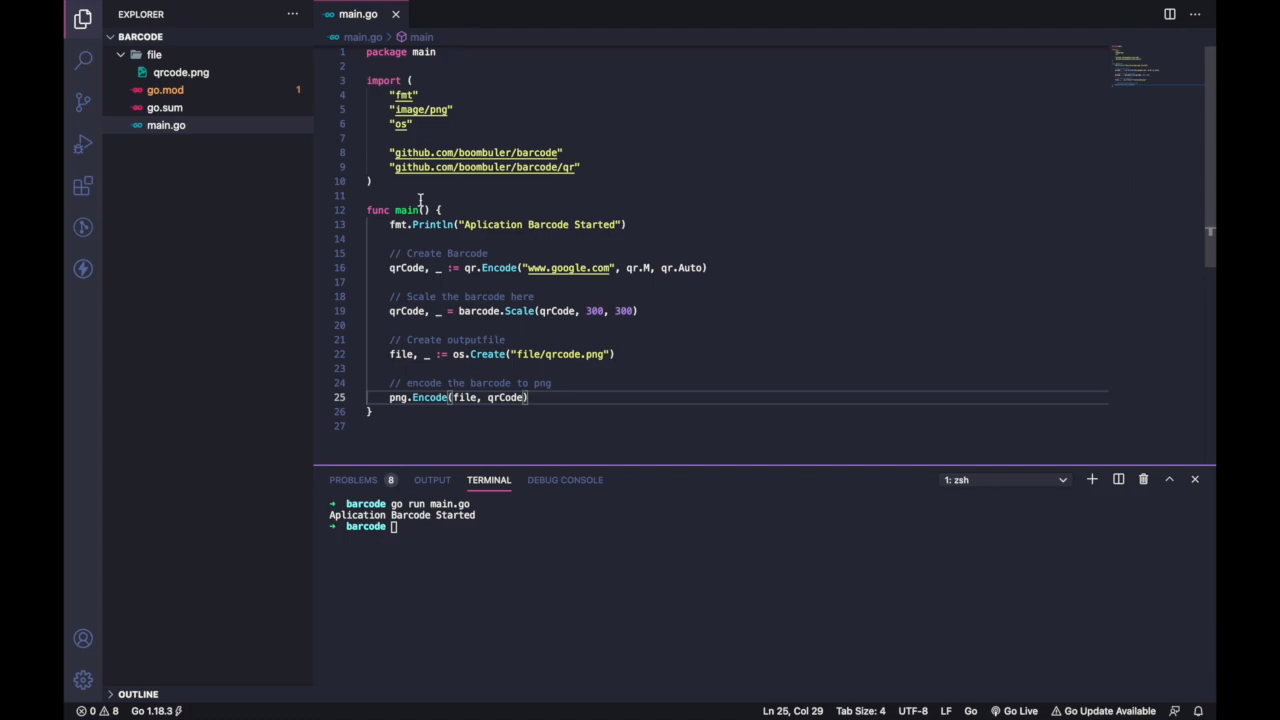 EXPLORER
BARCODE
file
qrcode.png
go.mod 1
go.sum
main.go
OUTLINE
main.go
main.go > main
1 package main
2
3 import (
4 "fmt"
5 "image/png"
6 "os"
7
8 "github.com/boombuler/barcode"
9 "github.com/boombuler/barcode/qr"
10 )
11
12 func main() {
13 fmt.Println("Aplication Barcode Started")
14
15 // Create Barcode
16 qrCode, _ := qr.Encode("www.google.com", qr.M, qr.Auto)
17
18 // Scale the barcode here
19 qrCode, _ = barcode.Scale(qrCode, 300, 300)
20
21 // Create outputfile
22 file, _ := os.Create("file/qrcode.png")
23
24 // encode the barcode to png
25 png.Encode(file, qrCode)
26 }
27
PROBLEMS 8 OUTPUT TERMINAL DEBUG CONSOLE 1: zsh
→ barcode go run main.go
Aplication Barcode Started
→ barcode
0 8 Go 1.18.3 Ln 25, Col 29 Tab Size: 4 UTF-8 LF Go Go Live Go Update Available